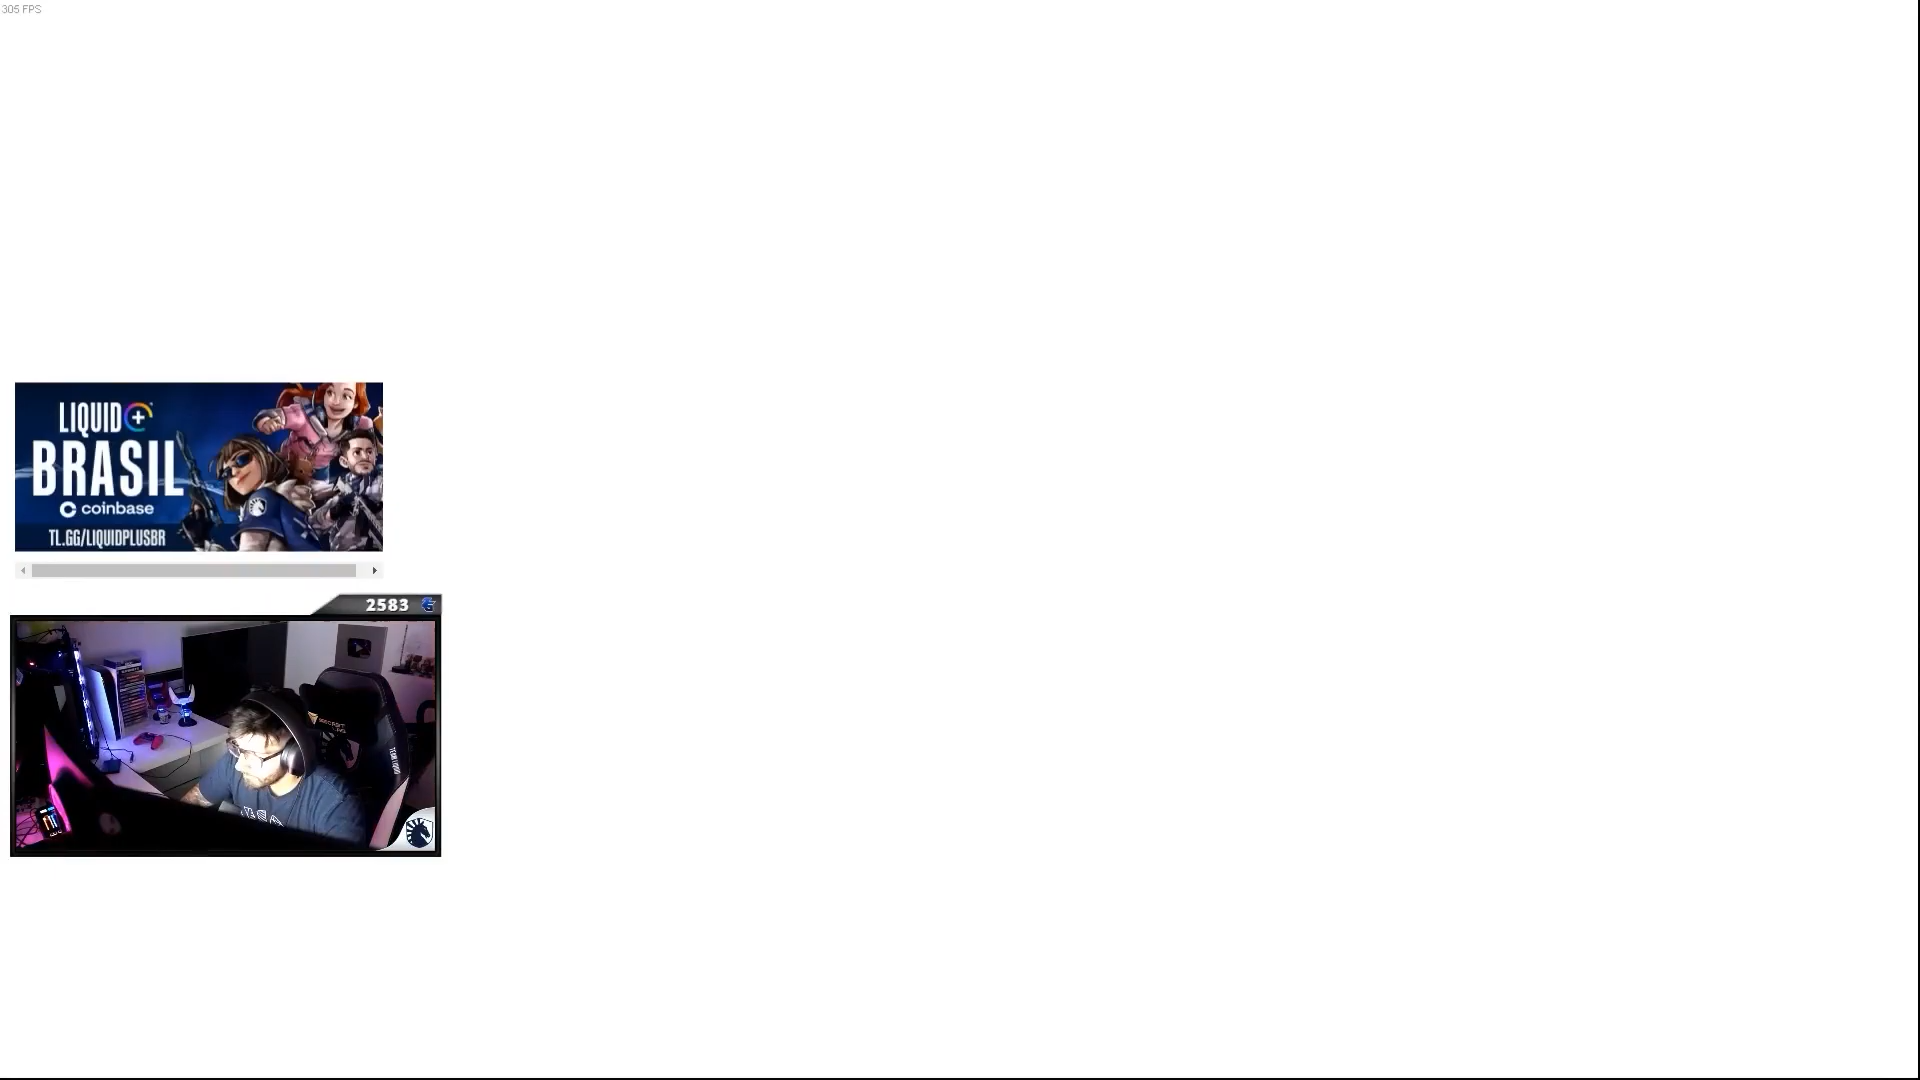 305 FPS
LIQUID+
BRASIL
coinbase
TL.GG/LIQUIDPLUSBR
2583